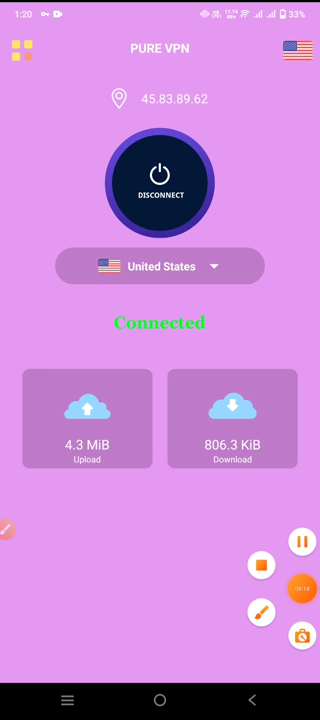 1:20
33%
PURE VPN
45.83.89.62
DISCONNECT
United States
Connected
4.3 MiB
806.3 KiB
Upload
Download